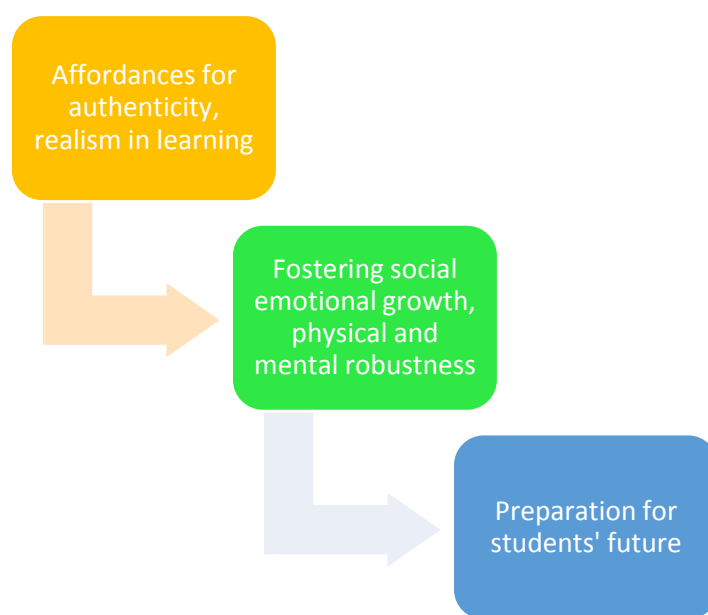 Affordances for
authenticity,
realism in learning
Fostering social
emotional growth,
physical and
mental robustness
Preparation for
students' future